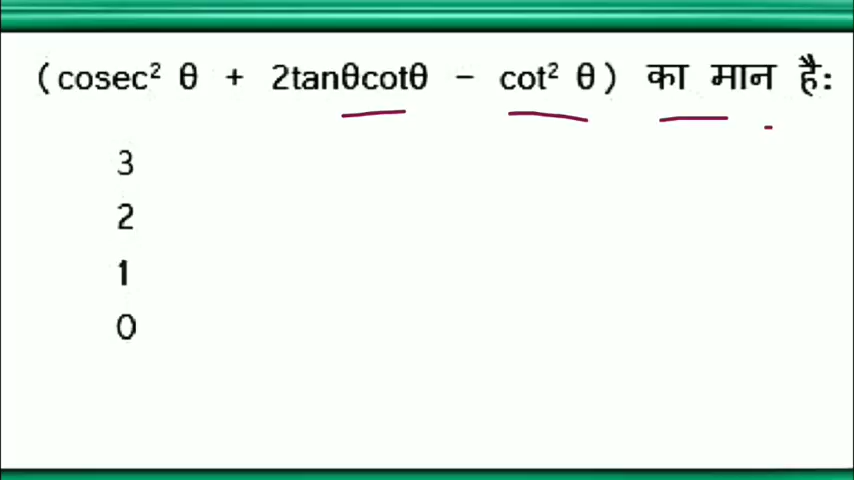 (cosec² θ + 2tanθcotθ - cot² θ) का मान है:
3
2
1
0